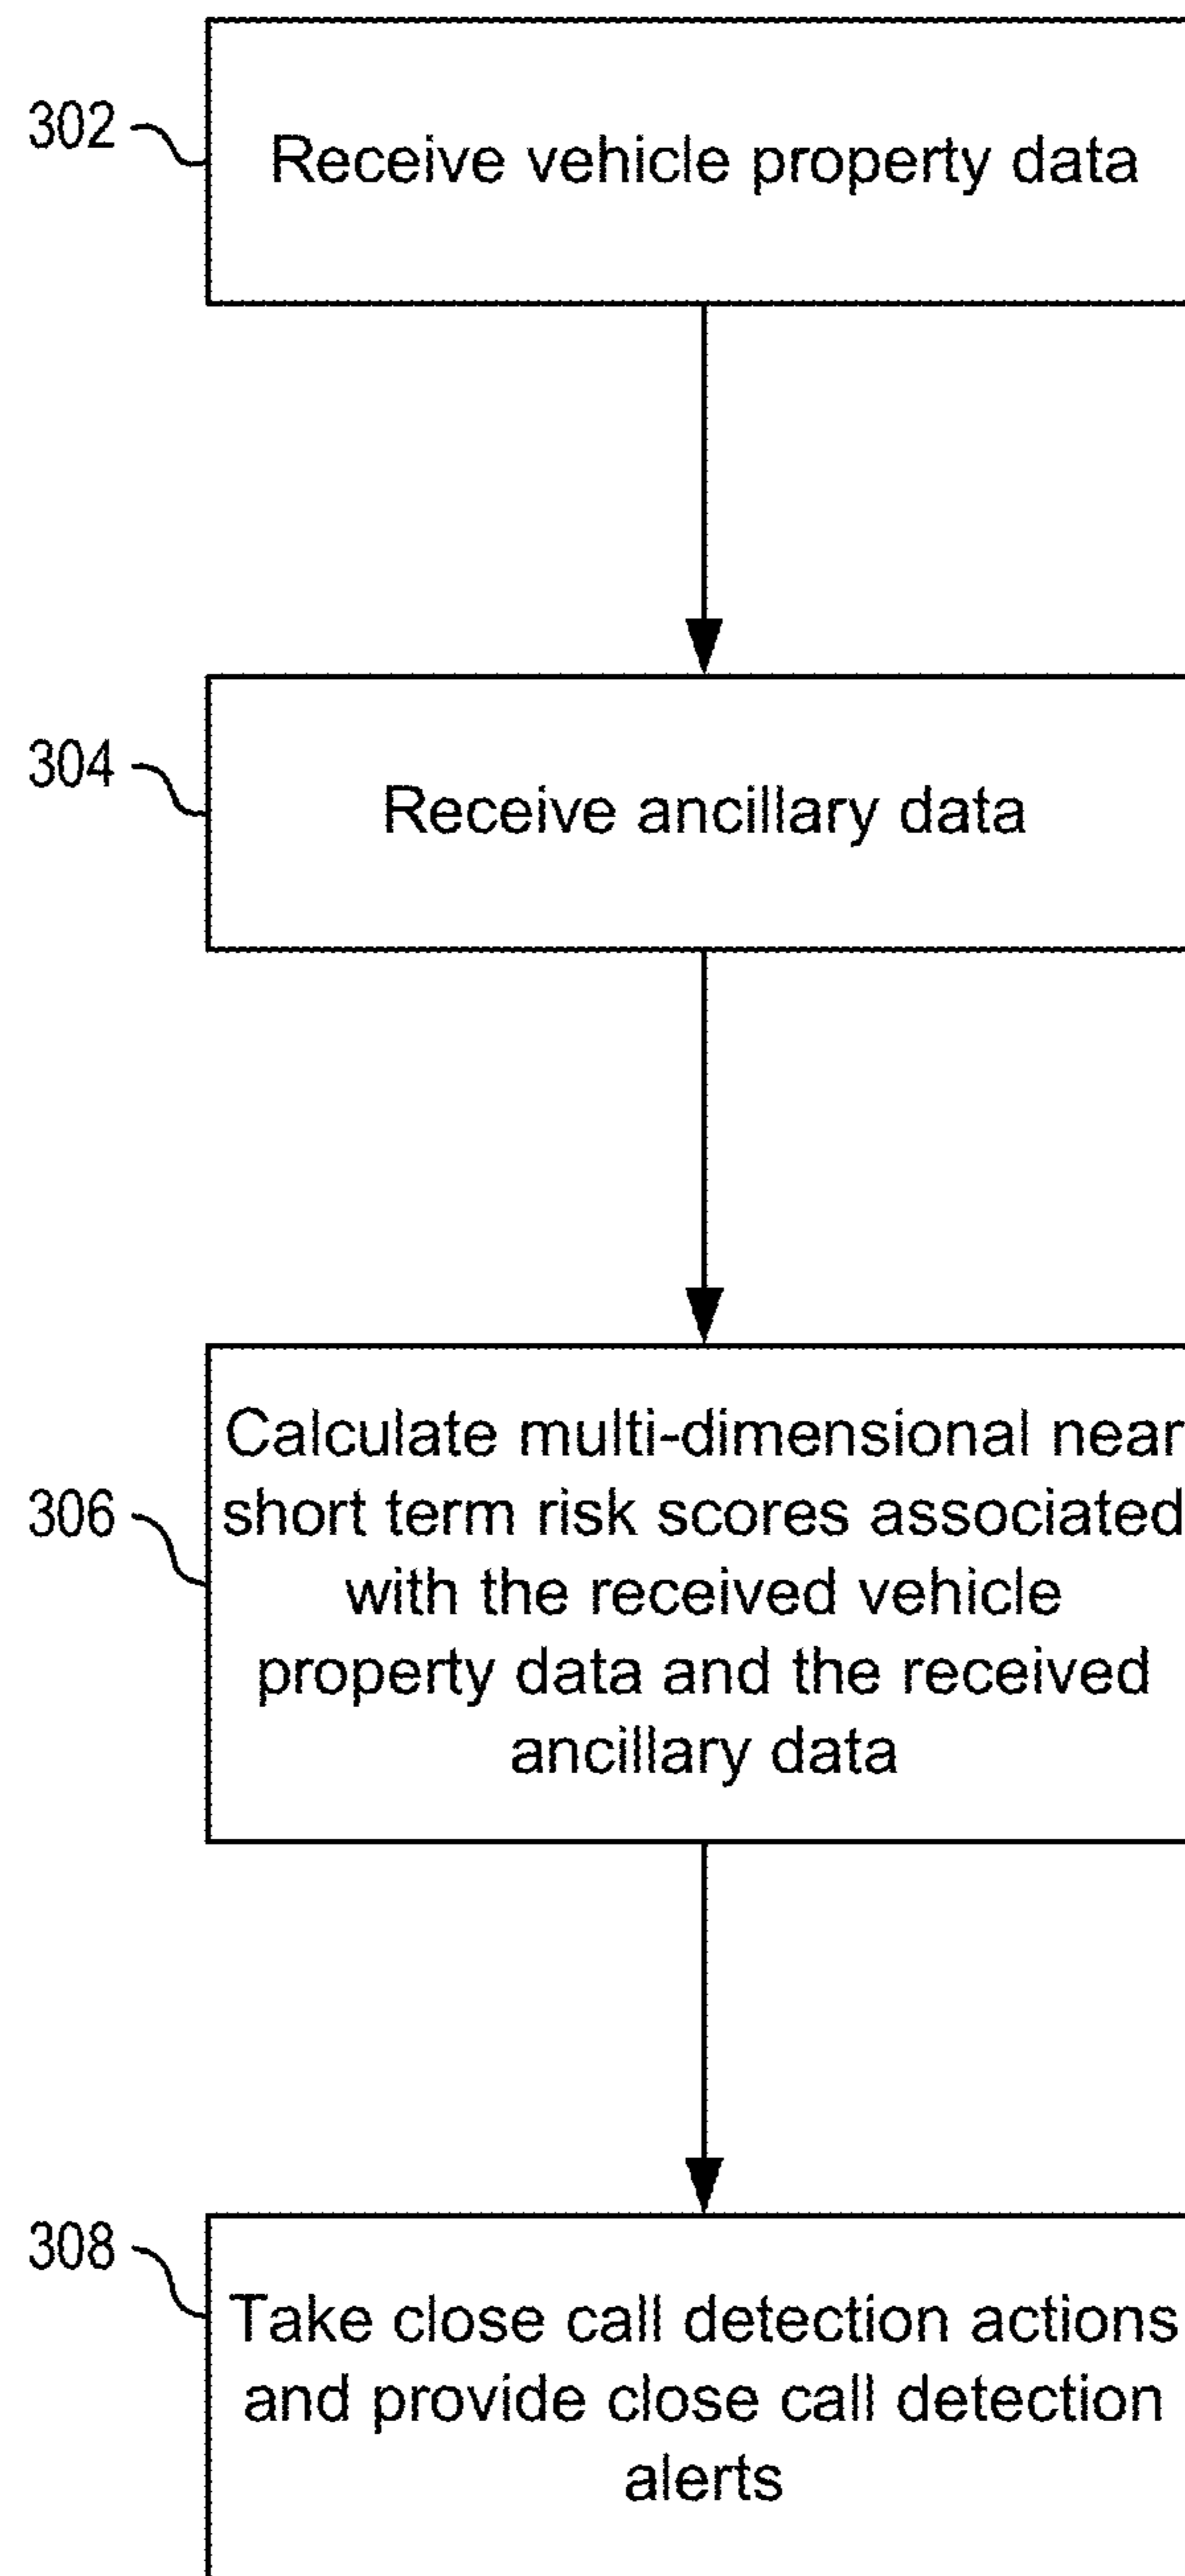 302
Receive vehicle property data
304
Receive ancillary data
306
Calculate multi-dimensional near
short term risk scores associated
with the received vehicle
property data and the received
ancillary data
308
Take close call detection actions
and provide close call detection
alerts